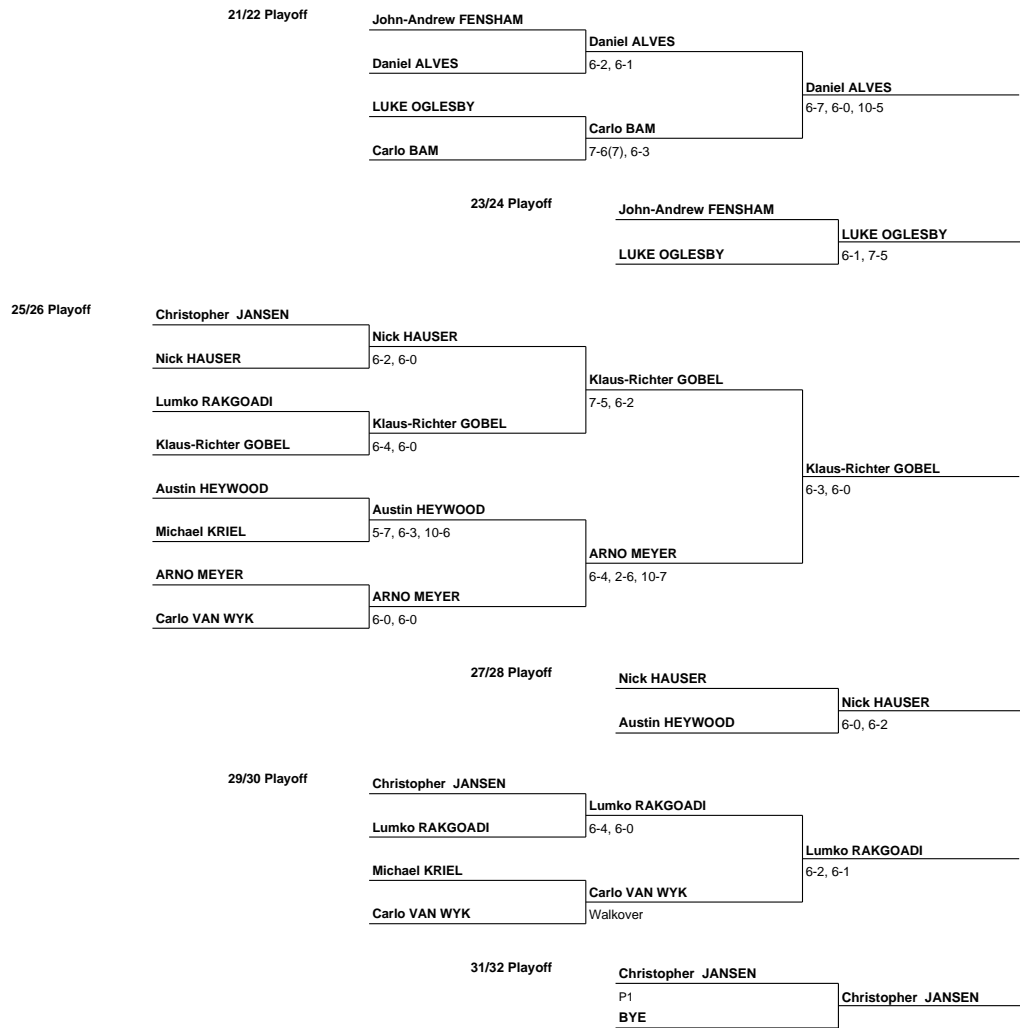 21/22 Playoff
John-Andrew FENSHAM
Daniel ALVES
Daniel ALVES
6-2, 6-1
Daniel ALVES
LUKE OGLESBY
6-7, 6-0, 10-5
Carlo BAM
Carlo BAM
7-6(7), 6-3
23/24 Playoff
John-Andrew FENSHAM
LUKE OGLESBY
LUKE OGLESBY
6-1, 7-5
25/26 Playoff
Christopher  JANSEN
Nick HAUSER
Nick HAUSER
6-2, 6-0
Klaus-Richter GOBEL
Lumko RAKGOADI
7-5, 6-2
Klaus-Richter GOBEL
Klaus-Richter GOBEL
6-4, 6-0
Klaus-Richter GOBEL
Austin HEYWOOD
6-3, 6-0
Austin HEYWOOD
Michael KRIEL
5-7, 6-3, 10-6
ARNO MEYER
ARNO MEYER
6-4, 2-6, 10-7
ARNO MEYER
Carlo VAN WYK
6-0, 6-0
27/28 Playoff
Nick HAUSER
Nick HAUSER
Austin HEYWOOD
6-0, 6-2
29/30 Playoff
Christopher  JANSEN
Lumko RAKGOADI
Lumko RAKGOADI
6-4, 6-0
Lumko RAKGOADI
Michael KRIEL
6-2, 6-1
Carlo VAN WYK
Carlo VAN WYK
Walkover
31/32 Playoff
Christopher  JANSEN
P1
Christopher  JANSEN
BYE